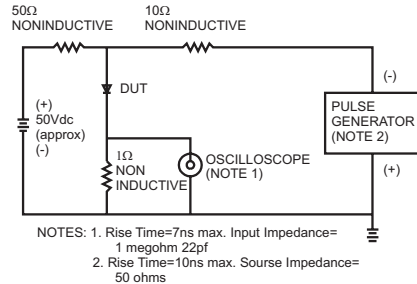 50Ω
NONINDUCTIVE
10Ω
NONINDUCTIVE
(+)
50Vdc
(approx)
(-)
DUT
1Ω
NON
INDUCTIVE
OSCILLOSCOPE
(NOTE 1)
(-)
PULSE
GENERATOR
(NOTE 2)
(+)
NOTES: 1. Rise Time=7ns max. Input Impedance=
1 megohm 22pf
2. Rise Time=10ns max. Sourse Impedance=
50 ohms